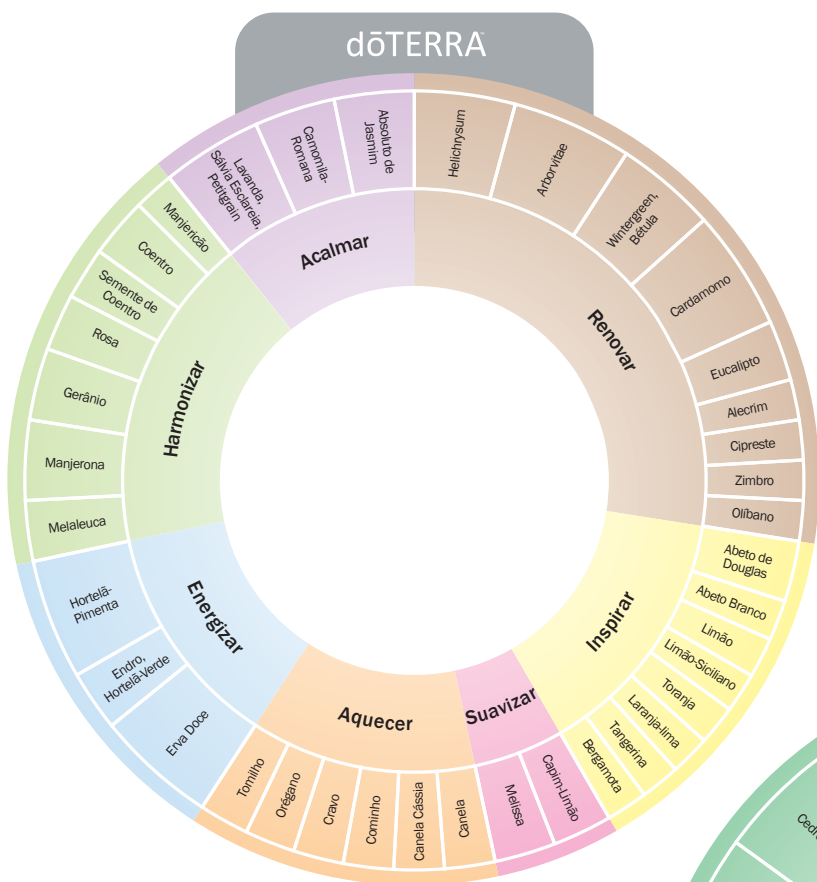 dōTERRA
Acalmar
Renovar
Inspirar
Suavizar
Aquecer
Energizar
Harmonizar
Helichrysum
Arborvitae
Wintergreen,
Bétula
Cardamomo
Eucalipto
Alecrim
Cipreste
Zimbro
Olíbano
Abeto de
Douglas
Abeto Branco
Limão
Limão-Siciliano
Toranja
Laranja-lima
Tangerina
Bergamota
Capim-Limão
Melissa
Canela
Canela Cássia
Cominho
Cravo
Orégano
Tomilho
Erva Doce
Endro,
Hortelã-Verde
Hortelã-
Pimenta
Melaleuca
Manjerona
Gerânio
Rosa
Semente de
Coentro
Coentro
Manjericão
Lavanda,
Sálvia Esclareia,
Petitgrain
Camomila-
Romana
Absoluto de
Jasmim